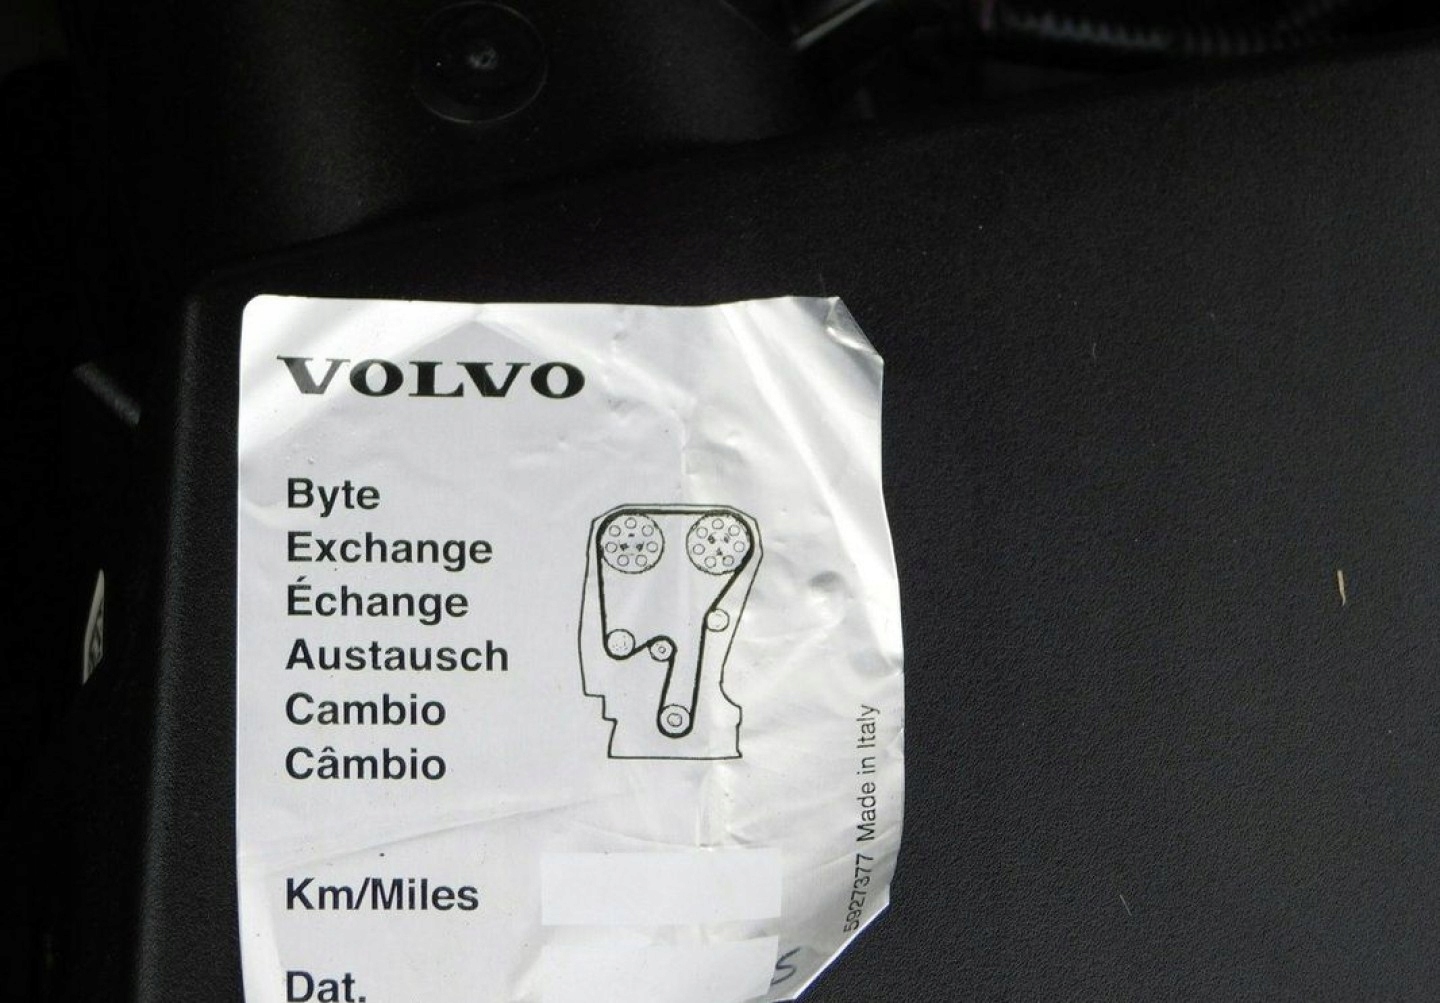 VOLVO
Byte
Exchange
Échange
Austausch
Cambio
Câmbio
Km/Miles
Dat.
5927377 Made in Italy